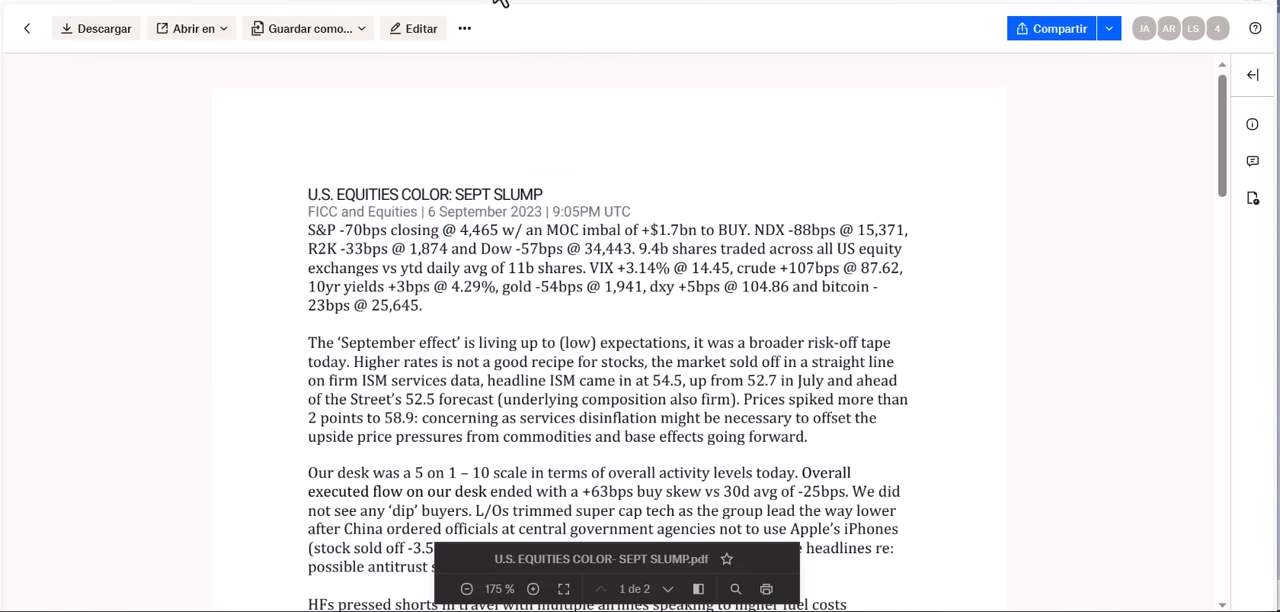 Descargar
Abrir en
Guardar como...
Editar
Compartir
JA AR LS 4
U.S. EQUITIES COLOR: SEPT SLUMP
FICC and Equities | 6 September 2023 | 9:05PM UTC
S&P -70bps closing @ 4,465 w/ an MOC imbal of +$1.7bn to BUY. NDX -88bps @ 15,371,
R2K -33bps @ 1,874 and Dow -57bps @ 34,443. 9.4b shares traded across all US equity
exchanges vs ytd daily avg of 11b shares. VIX +3.14% @ 14.45, crude +107bps @ 87.62,
10yr yields +3bps @ 4.29%, gold -54bps @ 1,941, dxy +5bps @ 104.86 and bitcoin -
23bps @ 25,645.
The ‘September effect’ is living up to (low) expectations, it was a broader risk-off tape
today. Higher rates is not a good recipe for stocks, the market sold off in a straight line
on firm ISM services data, headline ISM came in at 54.5, up from 52.7 in July and ahead
of the Street’s 52.5 forecast (underlying composition also firm). Prices spiked more than
2 points to 58.9: concerning as services disinflation might be necessary to offset the
upside price pressures from commodities and base effects going forward.
Our desk was a 5 on 1 – 10 scale in terms of overall activity levels today. Overall
executed flow on our desk ended with a +63bps buy skew vs 30d avg of -25bps. We did
not see any ‘dip’ buyers. L/Os trimmed super cap tech as the group lead the way lower
after China ordered officials at central government agencies not to use Apple’s iPhones
(stock sold off -3.5 headlines re:
possible antitrust
U.S. EQUITIES COLOR- SEPT SLUMP.pdf
175 %
1 de 2
HFs pressed shorts in travel with multiple airlines speaking to higher fuel costs